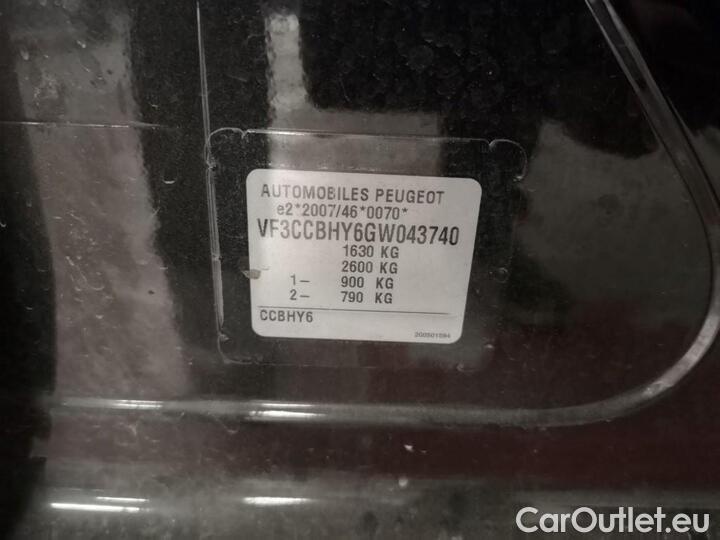 AUTOMOBILES PEUGEOT
e2*2007/46*0070*
VF3CCBHY6GW043740
1630 KG
2600 KG
1- 900 KG
2- 790 KG
CCBHY6
CarOutlet.eu